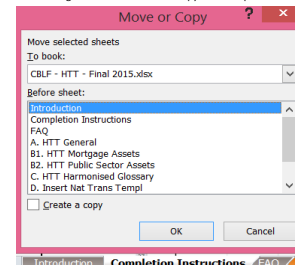 Move or Copy ? ×
Move selected sheets
To book:
CBLF - HTT - Final 2015.xlsx
Before sheet:
Introduction
Completion Instructions
FAQ
A. HTT General
B1. HTT Mortgage Assets
B2. HTT Public Sector Assets
C. HTT Harmonised Glossary
D. Insert Nat Trans Templ
Create a copy
OK Cancel
Introduction Completion Instructions FAQ